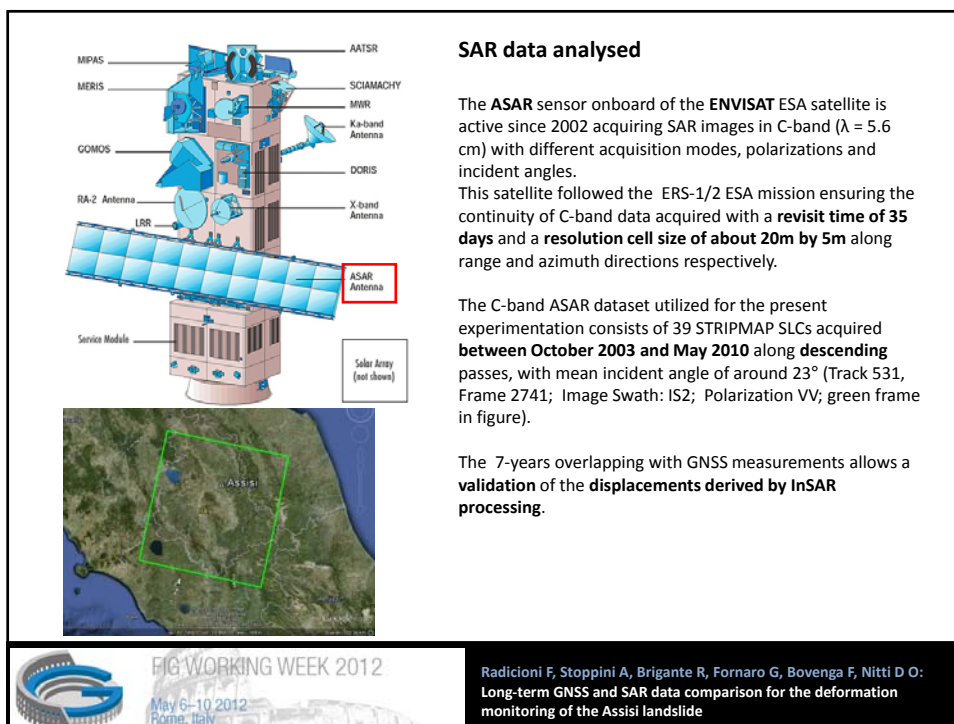 SAR data analysed
AATSR
MIPAS
MERIS
SCIAMACHY
MWR
Ka-band
Antenna
GOMOS
DORIS
RA-2 Antenna
X-band
Antenna
LRR
ASAR
Antenna
Service Module
Solar Array
(not shown)
The ASAR sensor onboard of the ENVISAT ESA satellite is
active since 2002 acquiring SAR images in C-band (λ = 5.6
cm) with different acquisition modes, polarizations and
incident angles.
This satellite followed the ERS-1/2 ESA mission ensuring the
continuity of C-band data acquired with a revisit time of 35
days and a resolution cell size of about 20m by 5m along
range and azimuth directions respectively.
The C-band ASAR dataset utilized for the present
experimentation consists of 39 STRIPMAP SLCs acquired
between October 2003 and May 2010 along descending
passes, with mean incident angle of around 23° (Track 531,
Frame 2741; Image Swath: IS2; Polarization VV; green frame
in figure).
The 7-years overlapping with GNSS measurements allows a
validation of the displacements derived by InSAR
processing.
Assisi
FIG WORKING WEEK 2012
May 6–10 2012
Rome, Italy
Radicioni F, Stoppini A, Brigante R, Fornaro G, Bovenga F, Nitti D O:
Long-term GNSS and SAR data comparison for the deformation
monitoring of the Assisi landslide